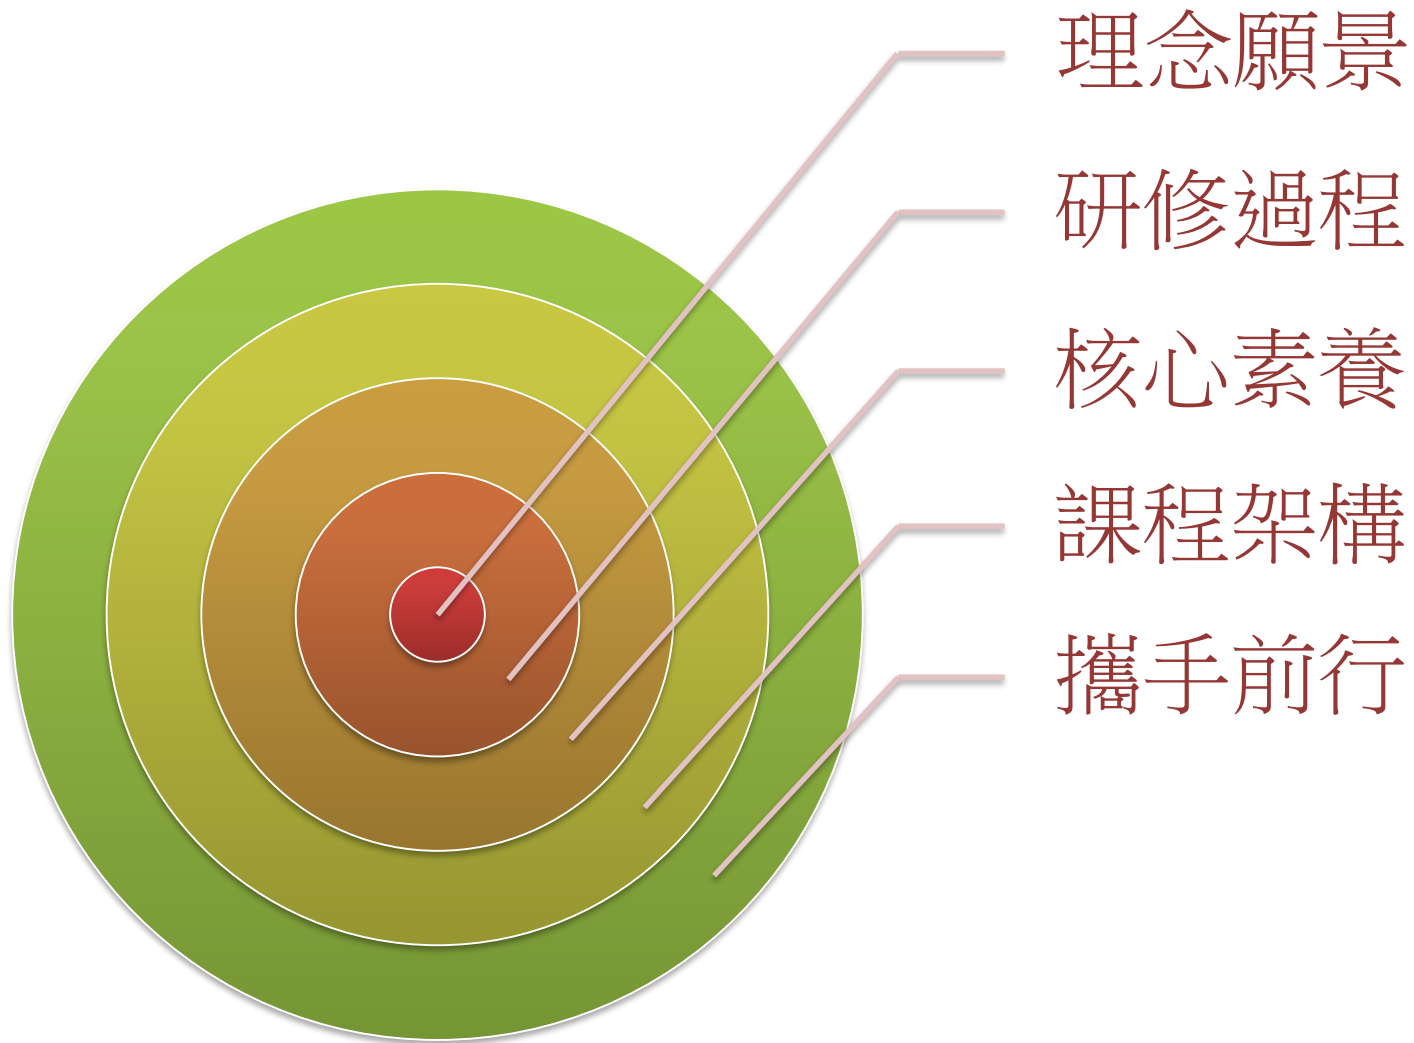 理念願景
研修過程
核心素養
課程架構
攜手前行